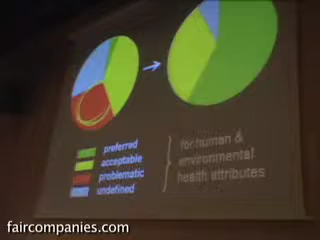 preferred
acceptable
problematic
undefined
for human &
environmental
health attributes
faircompanies.com